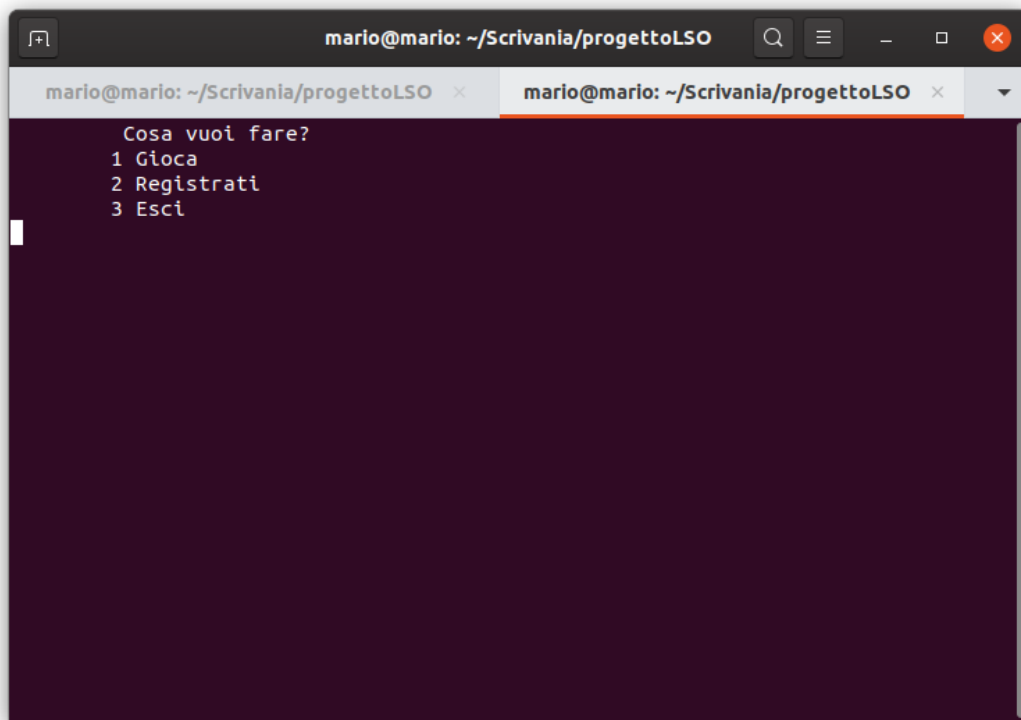 mario@mario: ~/Scrivania/progettoLSO
mario@mario: ~/Scrivania/progettoLSO
mario@mario: ~/Scrivania/progettoLSO
Cosa vuoi fare?
1 Gioca
2 Registrati
3 Esci